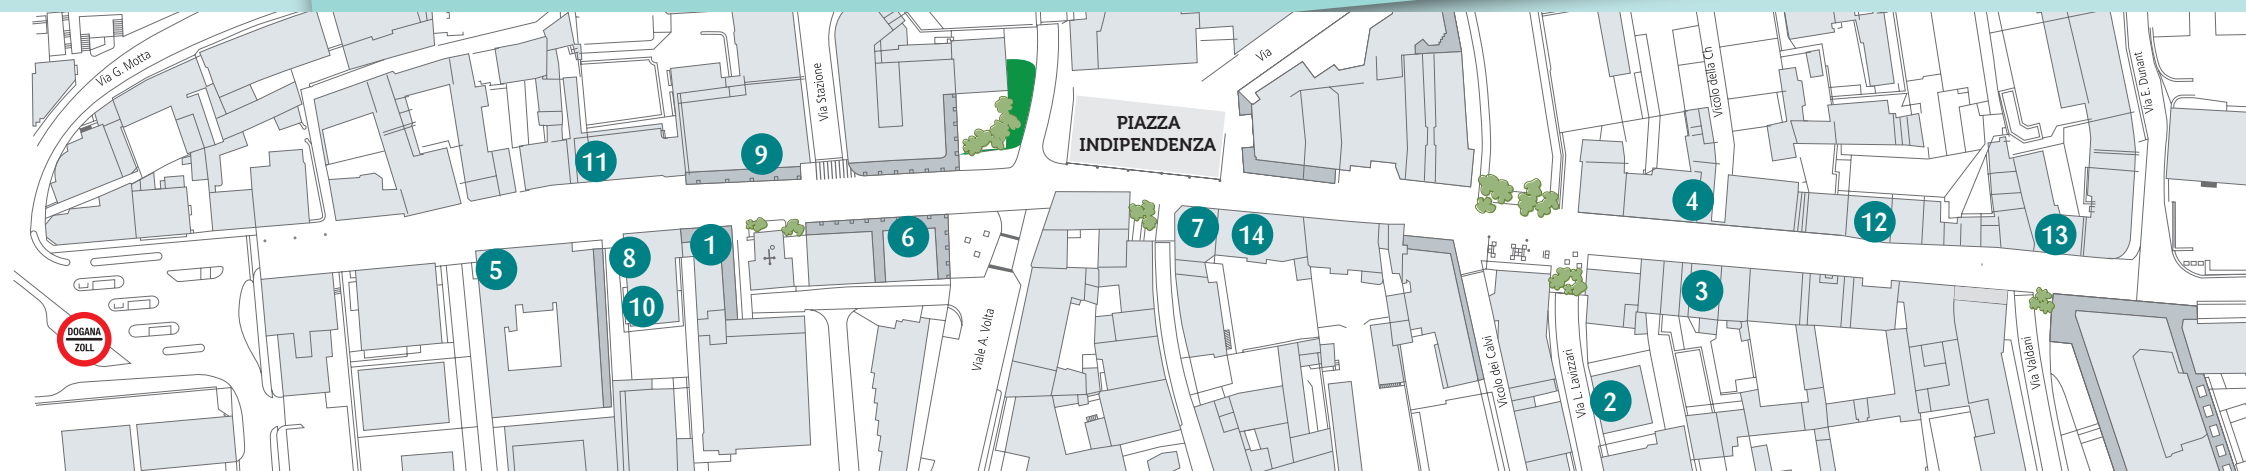 Via G. Motta
Via Stazione
Via
Vicolo della Ch
Via E. Dunant
PIAZZA
INDIPENDENZA
11
9
4
12
13
7
14
6
1
8
5
10
3
2
DOGANA
ZOLL
Viale A. Volta
Vicolo dei Calvi
Via L. Lavizzari
Via Valdani